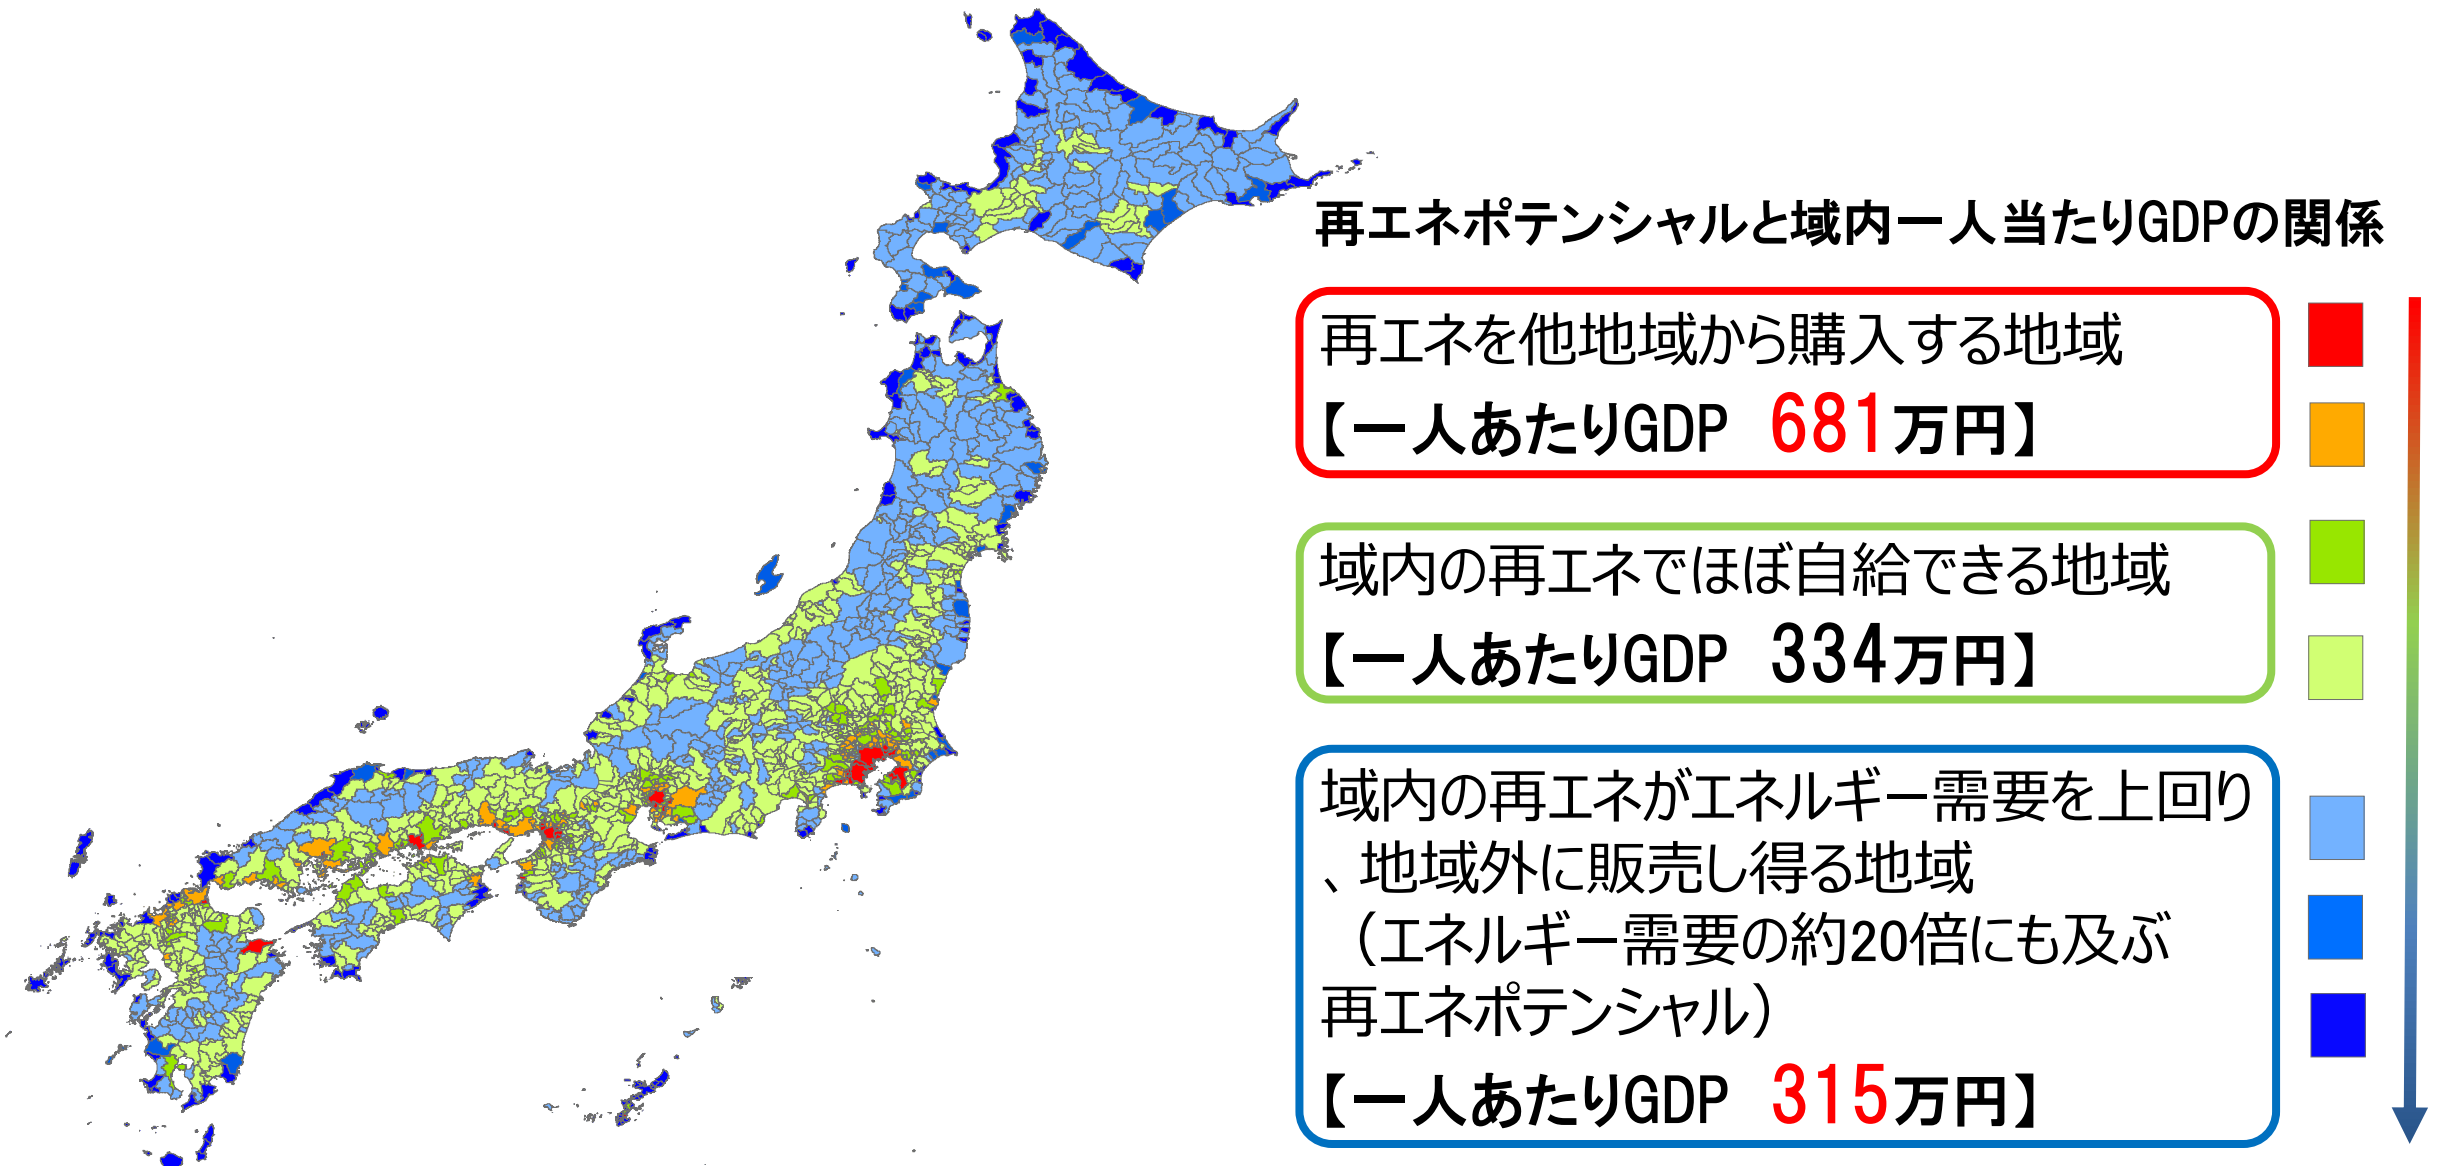 再エネポテンシャルと域内一人当たりGDPの関係
再エネを他地域から購入する地域
【一人あたりGDP 681万円】
域内の再エネでほぼ自給できる地域
【一人あたりGDP 334万円】
域内の再エネがエネルギー需要を上回り
、地域外に販売し得る地域
（エネルギー需要の約20倍にも及ぶ
再エネポテンシャル）
【一人あたりGDP 315万円】